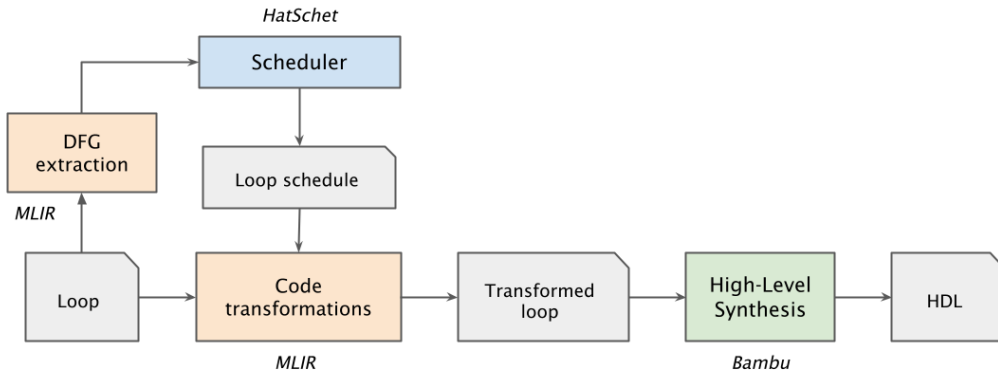 HatSchet
Scheduler
DFG
extraction
Loop schedule
MLIR
Loop
Code
transformations
Transformed
loop
High-Level
Synthesis
HDL
MLIR
Bambu